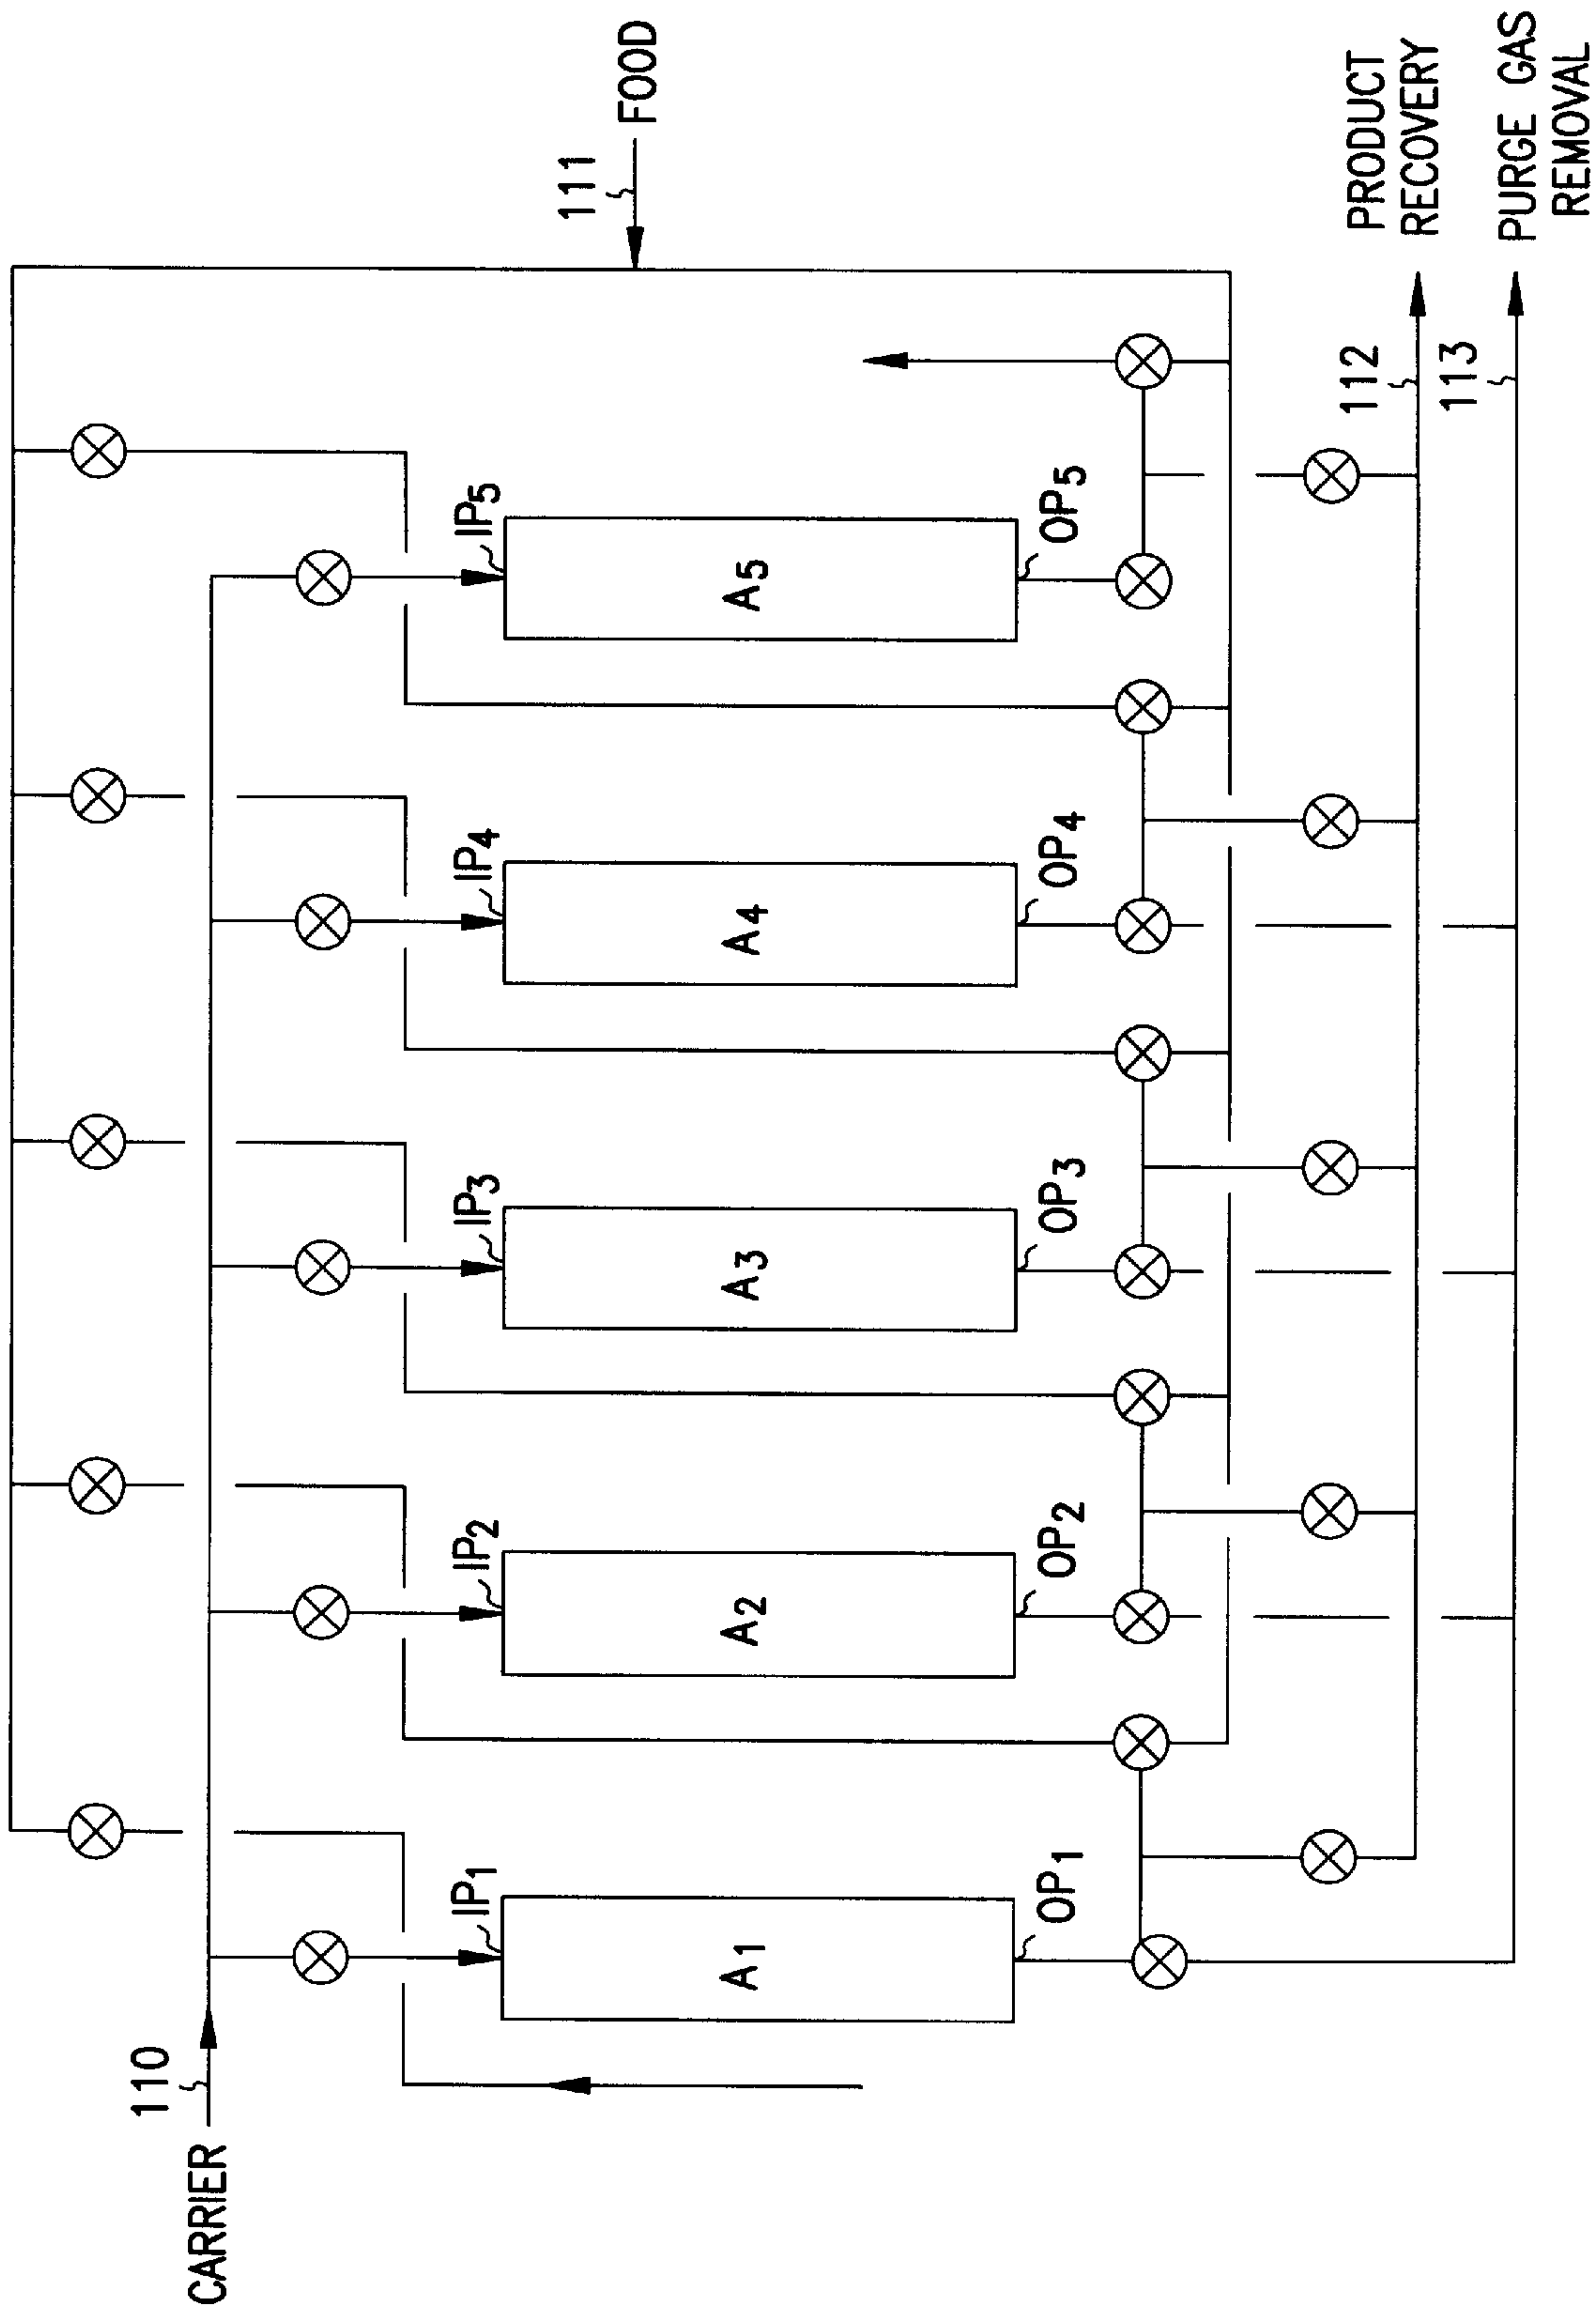 CARRIER
110
111
FOOD
IP1
IP2
IP3
IP4
IP5
A1
A2
A3
A4
A5
OP1
OP2
OP3
OP4
OP5
112
PRODUCT
RECOVERY
113
PURGE GAS
REMOVAL